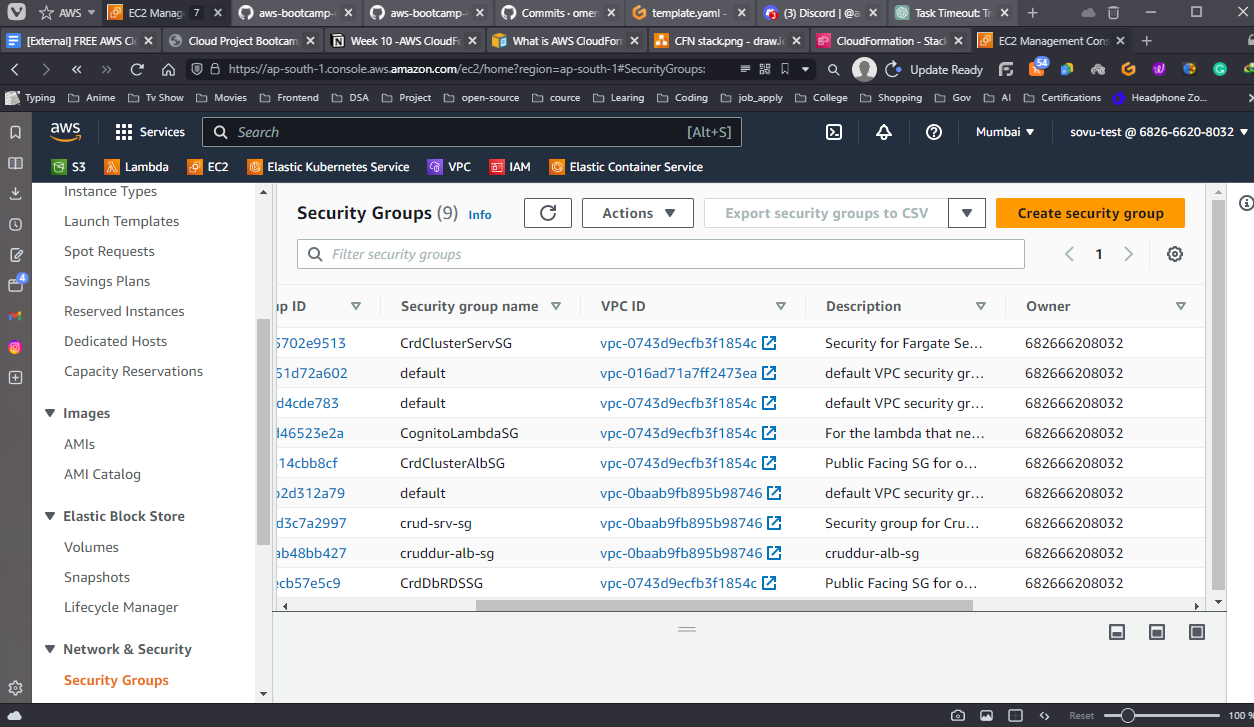 AWS
EC2 Manag 7
aws-bootcamp-
aws-bootcamp-
Commits · omen
template.yaml -
(3) Discord | @a
Task Timeout: Tr
[External] FREE AWS Cl
Cloud Project Bootcam
Week 10 -AWS CloudF
What is AWS CloudForm
CFN stack.png - draw.i
CloudFormation - Stack
EC2 Management Cons
https://ap-south-1.console.aws.amazon.com/ec2/home?region=ap-south-1#SecurityGroups:
Update Ready
54
Typing Anime Tv Show Movies Frontend DSA Project open-source cource Learing Coding job_apply College Shopping Gov AI Certifications Headphone Zo...
aws Services Search [Alt+S] Mumbai sovu-test @ 6826-6620-8032
S3 Lambda EC2 Elastic Kubernetes Service VPC IAM Elastic Container Service
4
Instance Types
Launch Templates
Spot Requests
Savings Plans
Reserved Instances
Dedicated Hosts
Capacity Reservations
Images
AMIs
AMI Catalog
Elastic Block Store
Volumes
Snapshots
Lifecycle Manager
Network & Security
Security Groups
Security Groups (9) Info
Actions
Export security groups to CSV
Create security group
Filter security groups
1
up ID Security group name VPC ID Description Owner
5702e9513 CrdClusterServSG vpc-0743d9ecfb3f1854c Security for Fargate Se... 682666208032
51d72a602 default vpc-016ad71a7ff2473ea default VPC security gr... 682666208032
d4cde783 default vpc-0743d9ecfb3f1854c default VPC security gr... 682666208032
d46523e2a CognitoLambdaSG vpc-0743d9ecfb3f1854c For the lambda that ne... 682666208032
14cbb8cf CrdClusterAlbSG vpc-0743d9ecfb3f1854c Public Facing SG for o... 682666208032
b2d312a79 default vpc-0baab9fb895b98746 default VPC security gr... 682666208032
d3c7a2997 crud-srv-sg vpc-0baab9fb895b98746 Security group for Cru... 682666208032
ab48bb427 cruddur-alb-sg vpc-0baab9fb895b98746 cruddur-alb-sg 682666208032
ecb57e5c9 CrdDbRDSSG vpc-0743d9ecfb3f1854c Public Facing SG for o... 682666208032
Reset 100 %